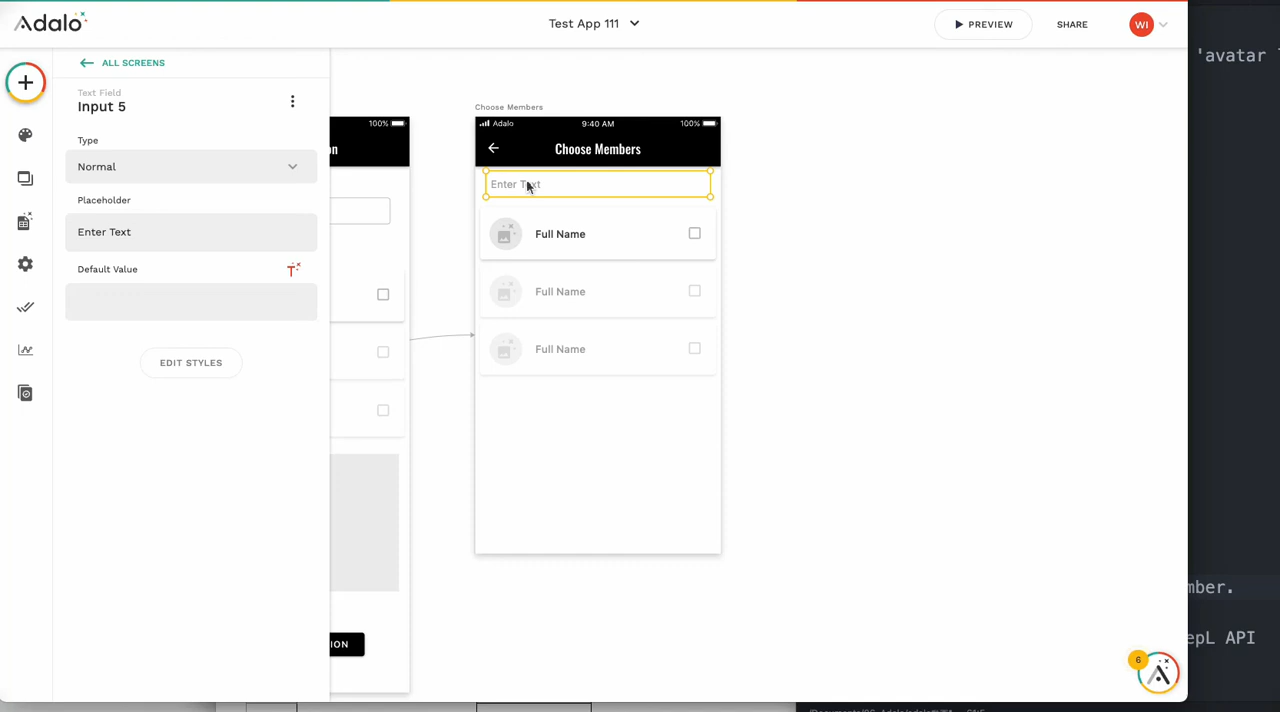 Adalo
Test App 111
PREVIEW
SHARE
WI
'avatar
ALL SCREENS
Text Field
Input 5
Type
Normal
Placeholder
Enter Text
Default Value
T
EDIT STYLES
100%
on
ION
Choose Members
Adalo
9:40 AM
100%
Choose Members
Enter Text
Full Name
Full Name
Full Name
mber.
epL API
6